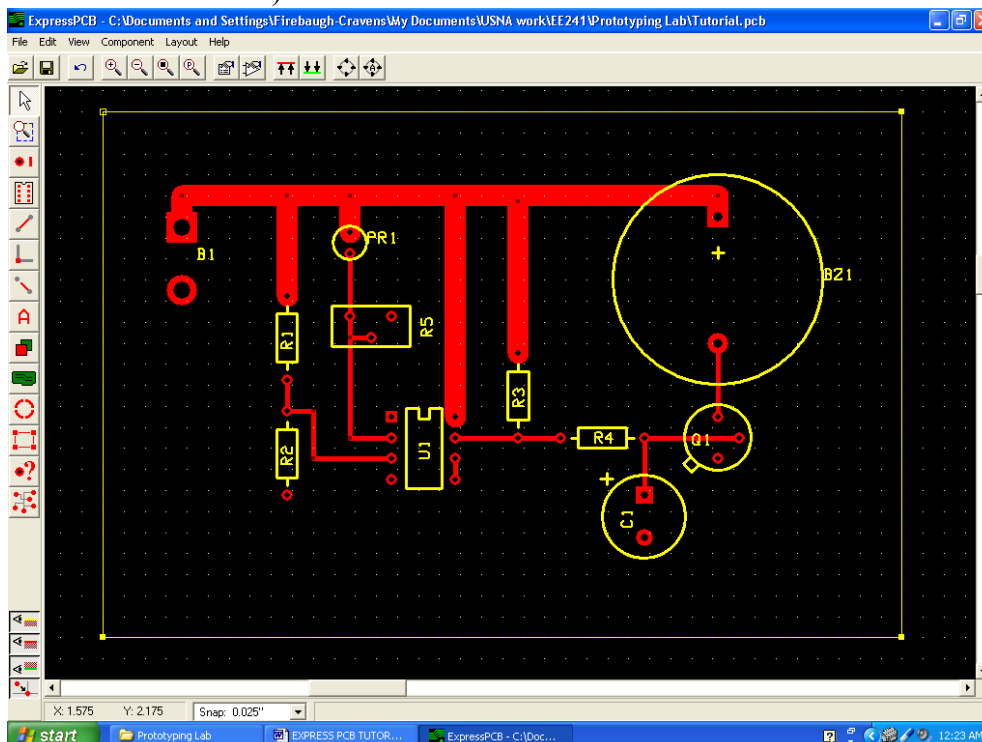 )
ExpressPCB - C:\Documents and Settings\Firebaugh-Cravens\My Documents\USNA work\EE241\Prototyping Lab\Tutorial.pcb
File Edit View Component Layout Help
PR1
B1
+
BZ1
R5
R1
R3
R2
U1
R4
Q1
+
C1
X: 1.575 Y: 2.175 Snap: 0.025"
start Prototyping Lab EXPRESS PCB TUTOR... ExpressPCB - C:\Doc... 12:23 AM